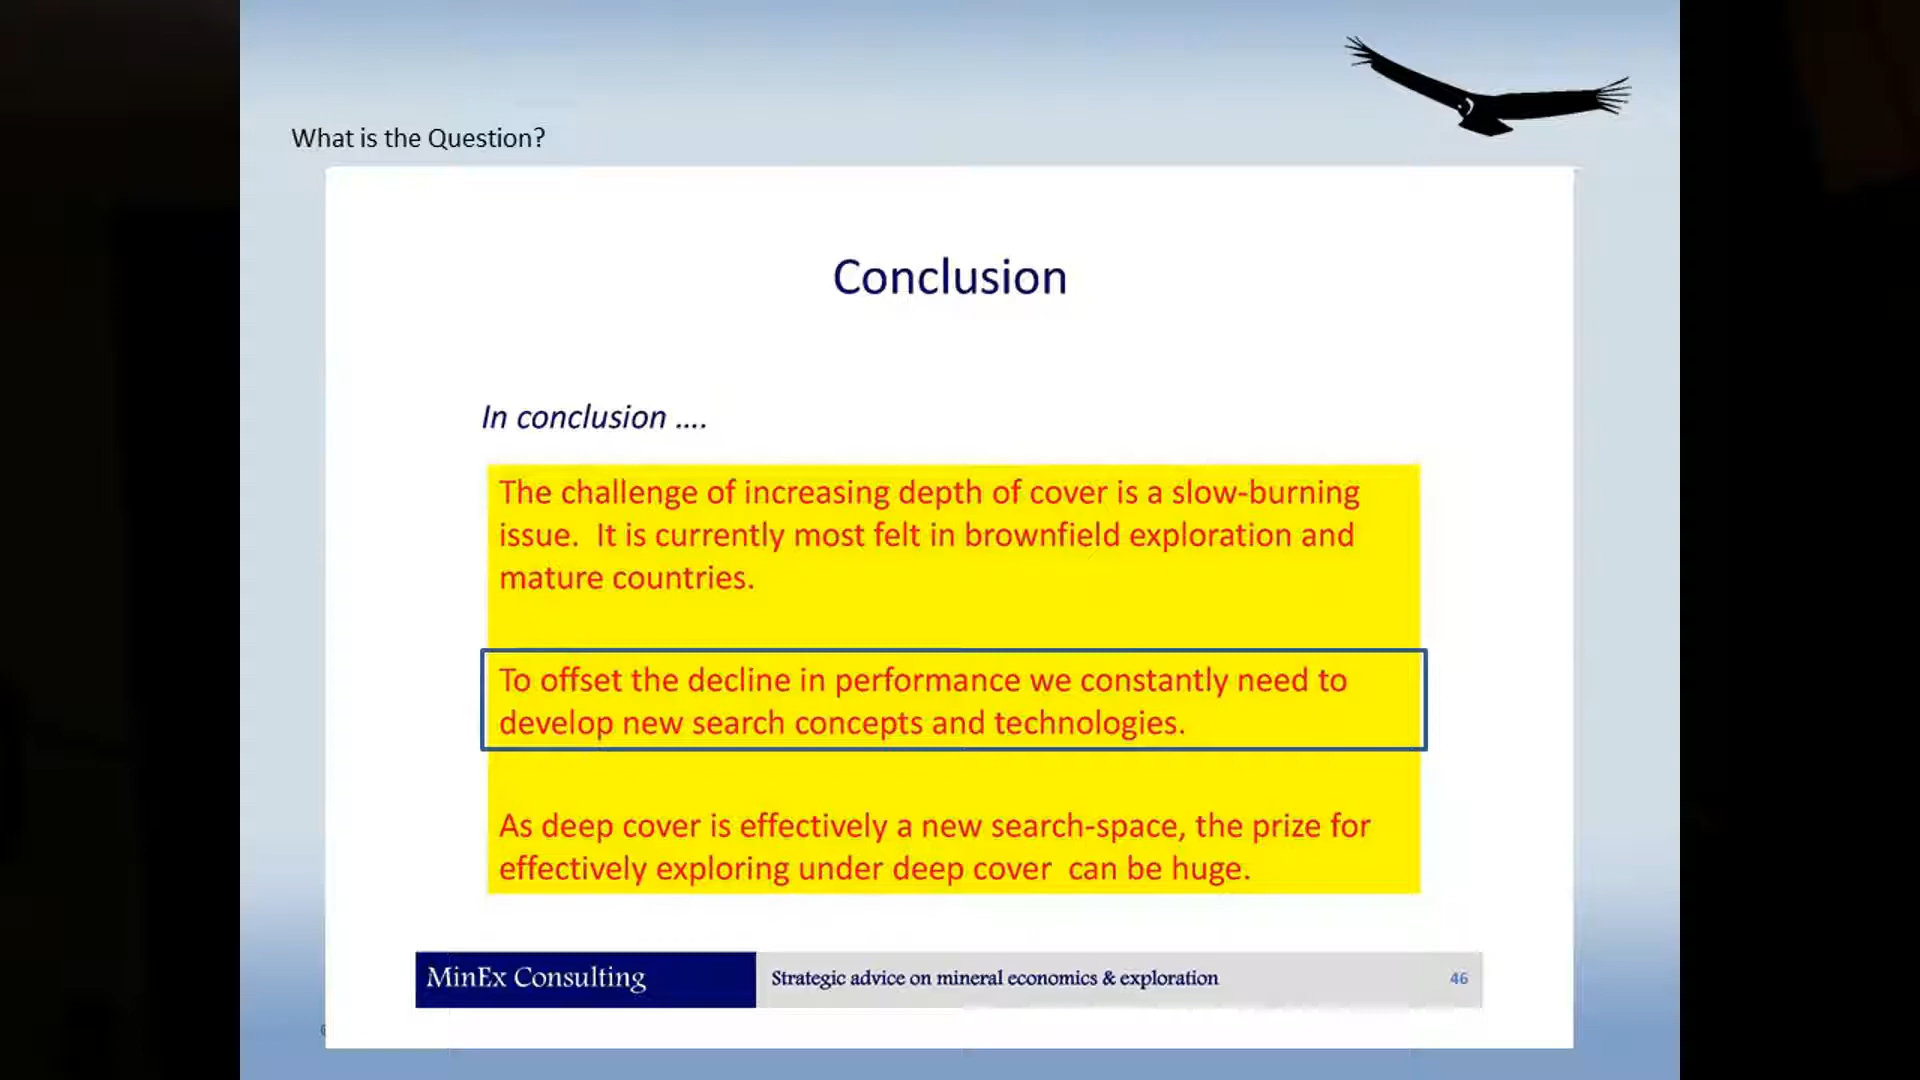 What is the Question?
Conclusion
In conclusion ....
The challenge of increasing depth of cover is a slow-burning
issue.  It is currently most felt in brownfield exploration and
mature countries.
To offset the decline in performance we constantly need to
develop new search concepts and technologies.
As deep cover is effectively a new search-space, the prize for
effectively exploring under deep cover  can be huge.
MinEx Consulting
Strategic advice on mineral economics & exploration
46